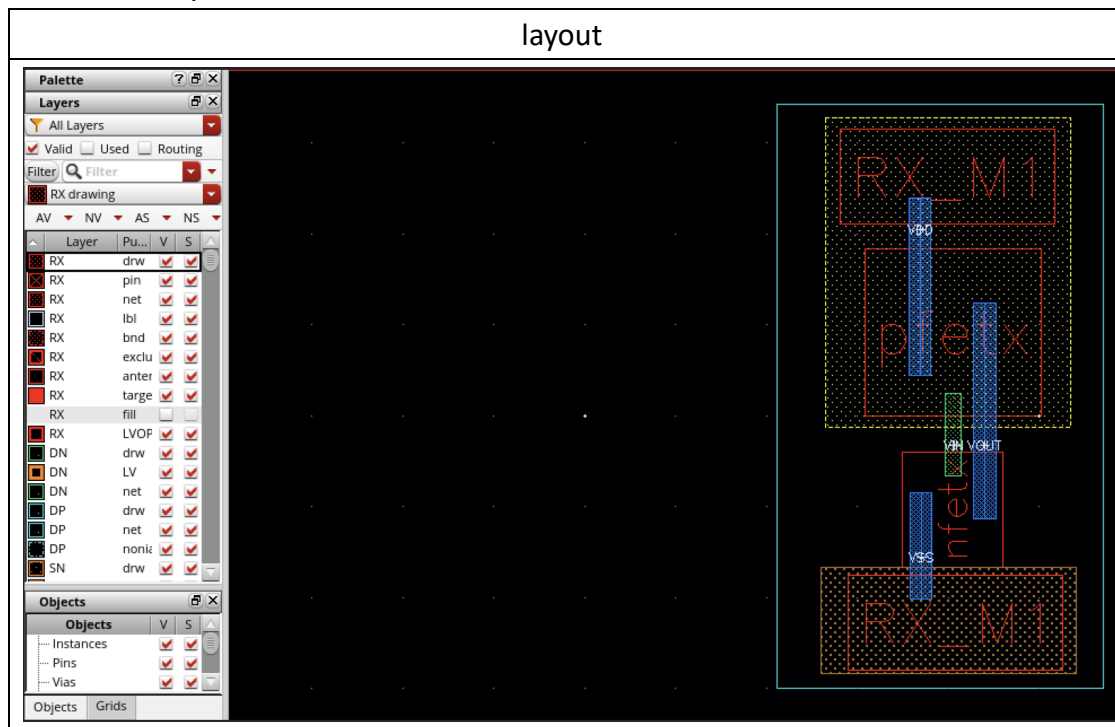 layout
Palette
Layers
All Layers
Valid Used Routing
Filter Filter
RX drawing
AV NV AS NS
Layer Pu... V S
RX drw
RX pin
RX net
RX lbl
RX bnd
RX exclu
RX anter
RX targe
RX fill
RX LVOP
DN drw
DN LV
DN net
DP drw
DP net
DP nonia
SN drw
Objects
Objects V S
Instances
Pins
Vias
Objects Grids
RX_M1
VDD
pfetx
VIN VOUT
nfetx
VSS
RX_M1